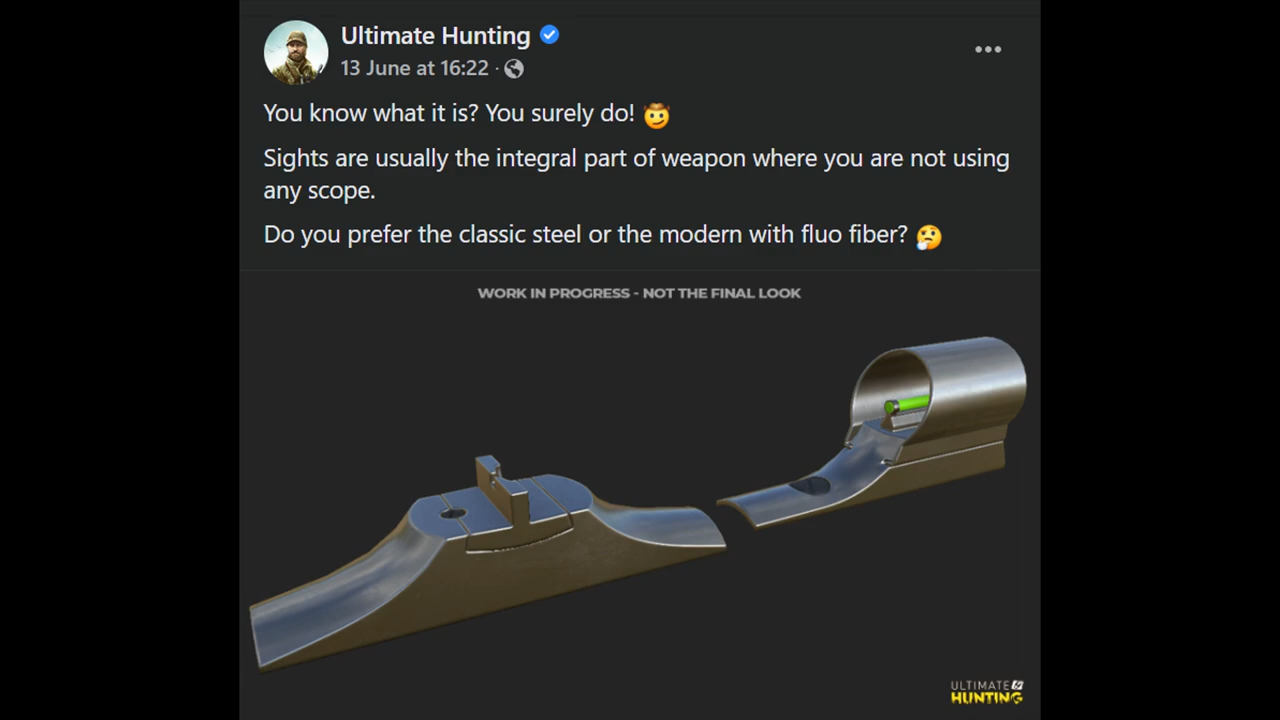 Ultimate Hunting
13 June at 16:22 ·
You know what it is? You surely do! 🤠
Sights are usually the integral part of weapon where you are not using
any scope.
Do you prefer the classic steel or the modern with fluo fiber? 🤔
WORK IN PROGRESS - NOT THE FINAL LOOK
ULTIMATE
HUNTING